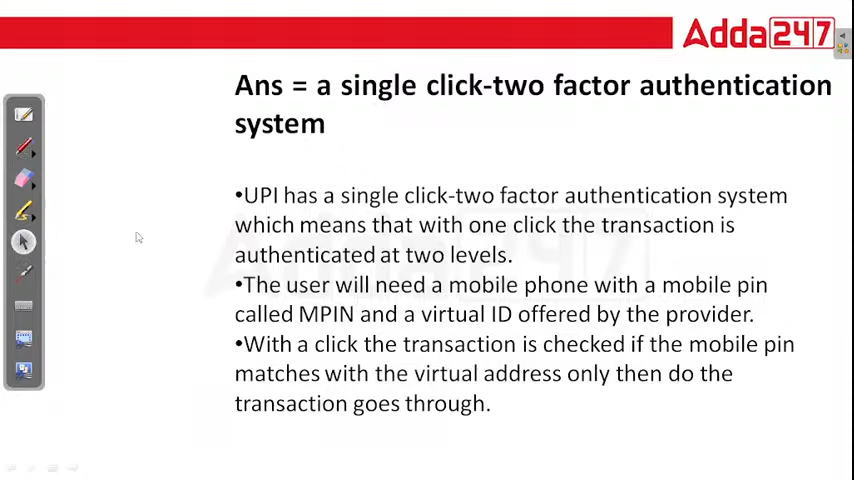 Adda247
Ans = a single click-two factor authentication
system
•UPI has a single click-two factor authentication system
which means that with one click the transaction is
authenticated at two levels.
•The user will need a mobile phone with a mobile pin
called MPIN and a virtual ID offered by the provider.
•With a click the transaction is checked if the mobile pin
matches with the virtual address only then do the
transaction goes through.
Adda247